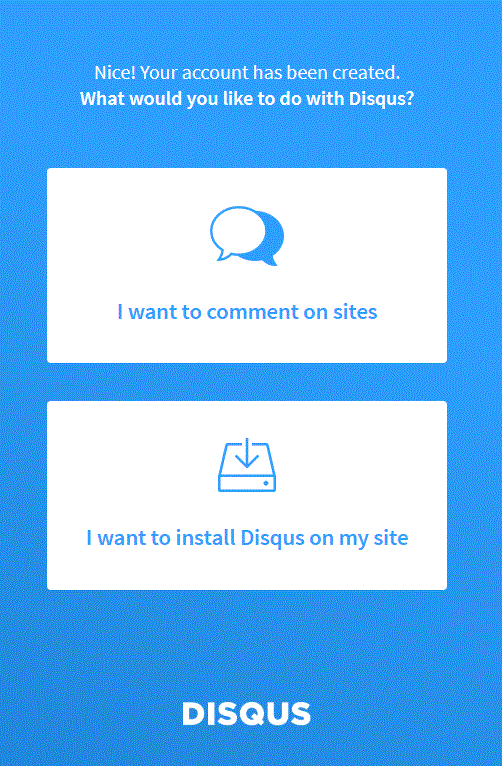 Nice! Your account has been created.
What would you like to do with Disqus?
I want to comment on sites
I want to install Disqus on my site
DISQUS